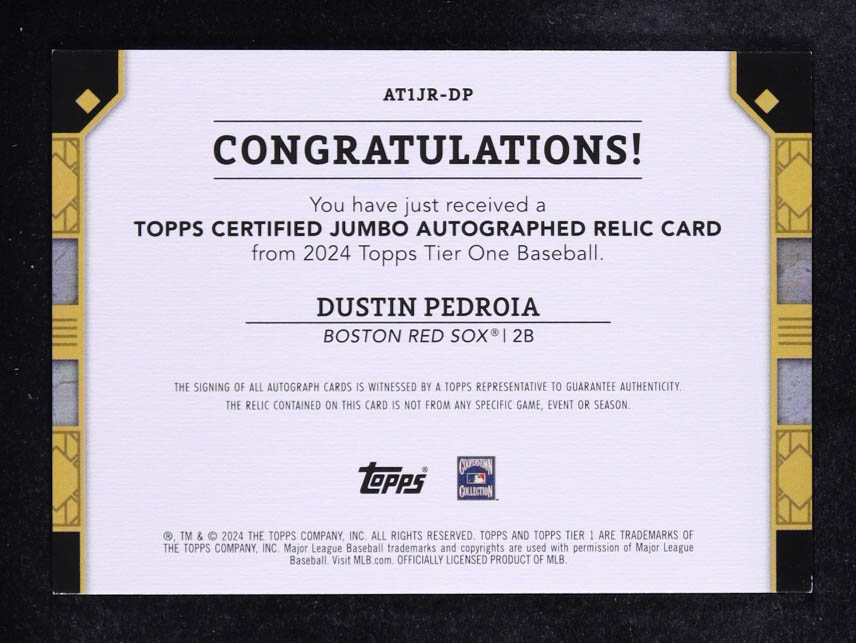 AT1JR-DP
CONGRATULATIONS!
You have just received a
TOPPS CERTIFIED JUMBO AUTOGRAPHED RELIC CARD
from 2024 Topps Tier One Baseball.
DUSTIN PEDROIA
BOSTON RED SOX® | 2B
THE SIGNING OF ALL AUTOGRAPH CARDS IS WITNESSED BY A TOPPS REPRESENTATIVE TO GUARANTEE AUTHENTICITY.
THE RELIC CONTAINED ON THIS CARD IS NOT FROM ANY SPECIFIC GAME, EVENT OR SEASON.
Topps®
COOPERSTOWN
COLLECTION
®, TM & © 2024 THE TOPPS COMPANY, INC. ALL RIGHTS RESERVED. TOPPS AND TOPPS TIER 1 ARE TRADEMARKS OF
THE TOPPS COMPANY, INC. Major League Baseball trademarks and copyrights are used with permission of Major League
Baseball. Visit MLB.com. OFFICIALLY LICENSED PRODUCT OF MLB.